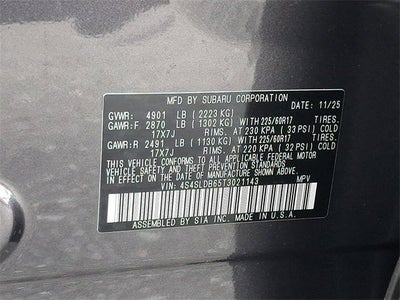 MFD BY SUBARU CORPORATION DATE: 11/25
GVWR: 4901 LB (2223 KG)
GAWR:F 2870 LB (1302 KG) WITH 225/60R17 TIRES.
17X7J RIMS. AT 230 KPA (33 PSI) COLD
GAWR:R 2491 LB (1130 KG) WITH 225/60R17 TIRES.
17X7J RIMS. AT 220 KPA (32 PSI) COLD
THIS VEHICLE CONFORMS TO ALL APPLICABLE FEDERAL MOTOR
VEHICLE SAFETY, BUMPER, AND THEFT PREVENTION STANDARDS
IN EFFECT ON THE DATE OF MANUFACTURE SHOWN ABOVE.
VIN: 4S4SLDB65T3021143 MPV
ASSEMBLED BY SIA INC. MADE IN U.S.A.